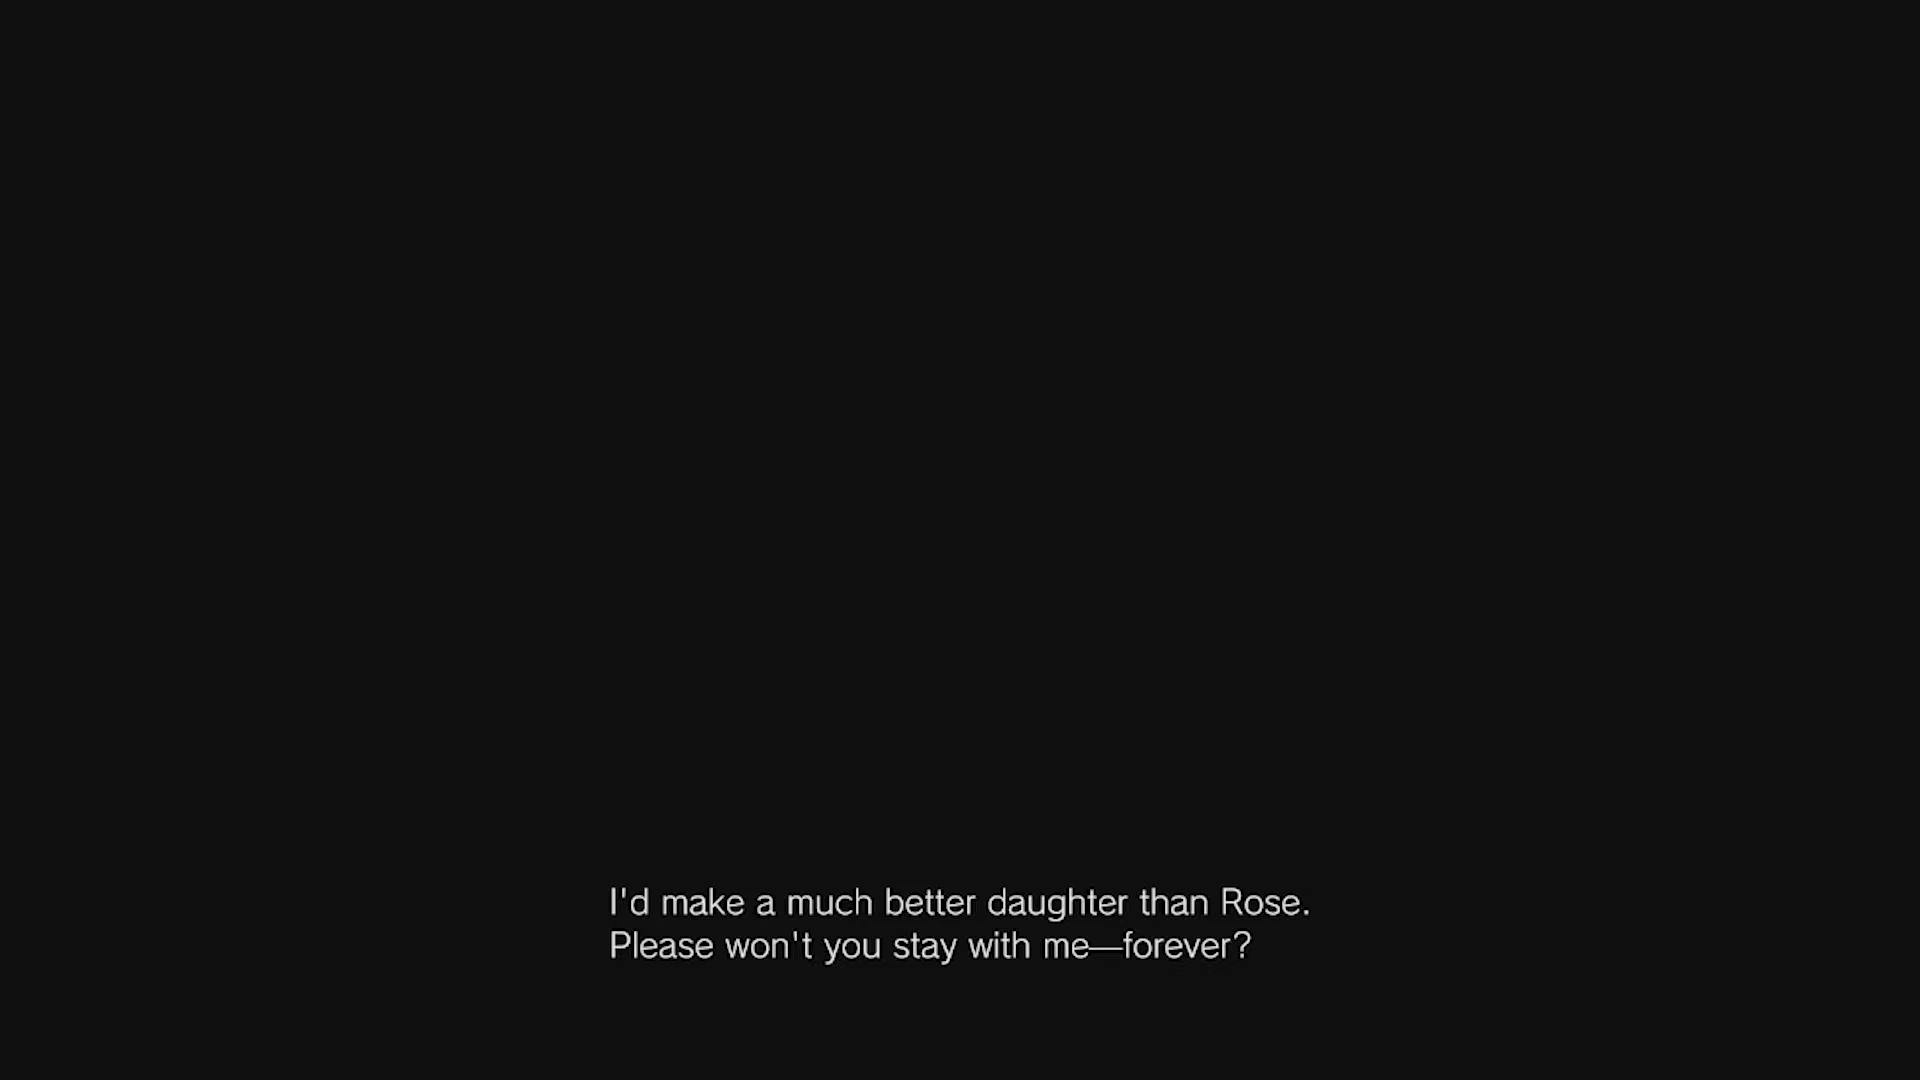 I'd make a much better daughter than Rose.
Please won't you stay with me—forever?